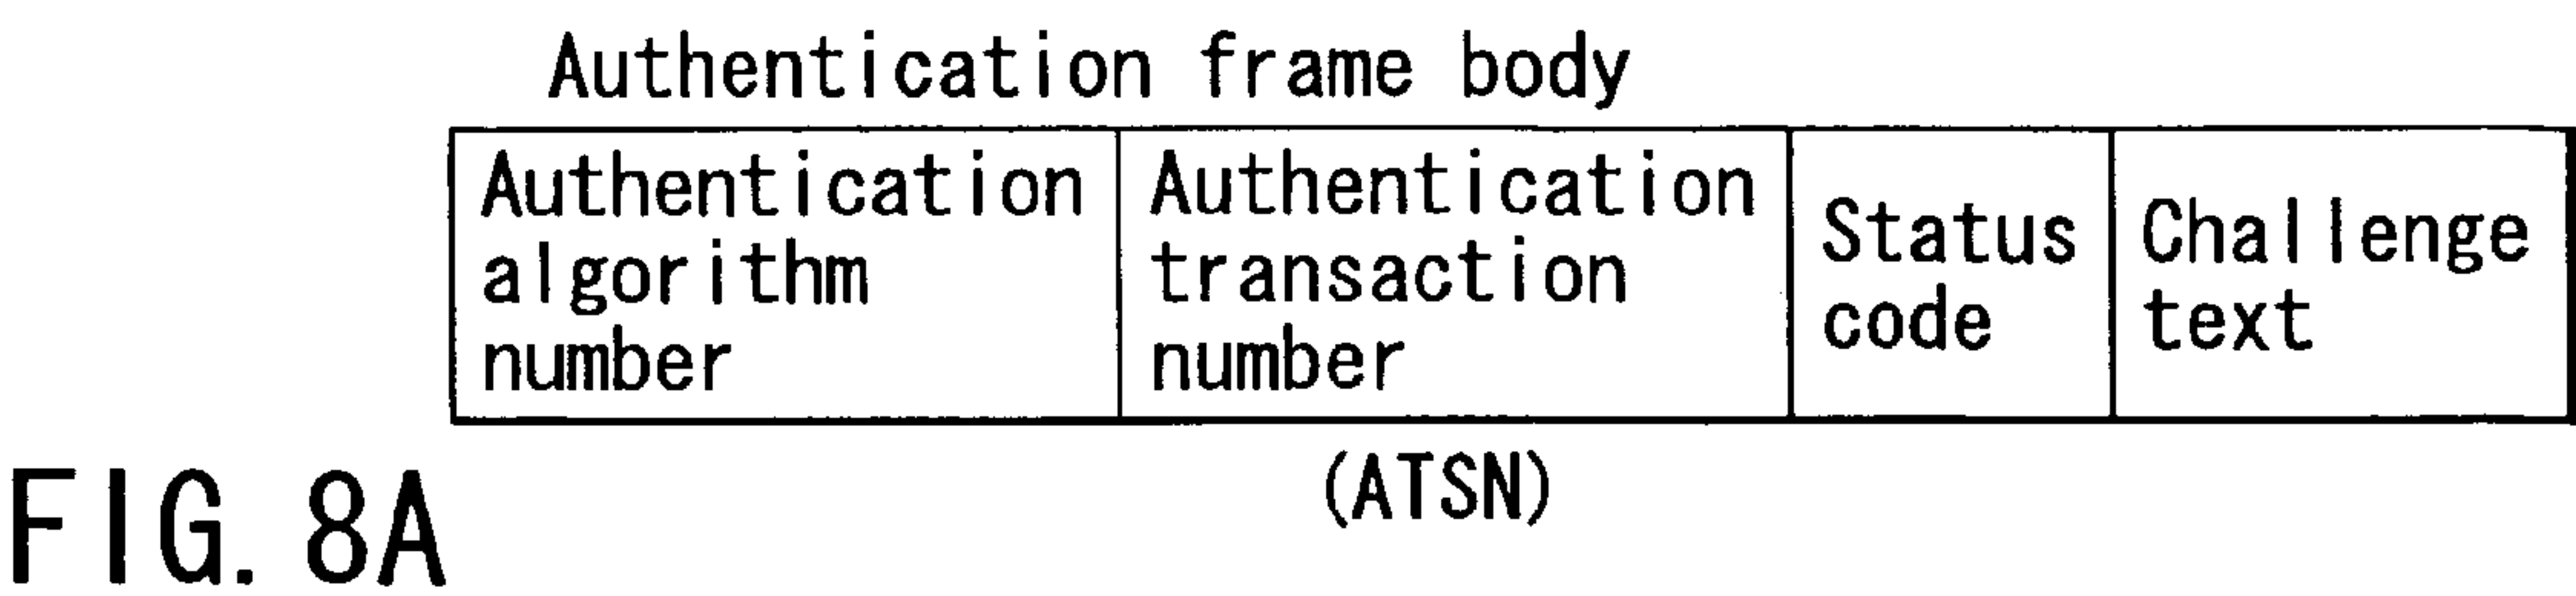 Authentication frame body
Authentication
algorithm
number
Authentication
transaction
number
Status
code
Challenge
text
(ATSN)
FIG. 8A